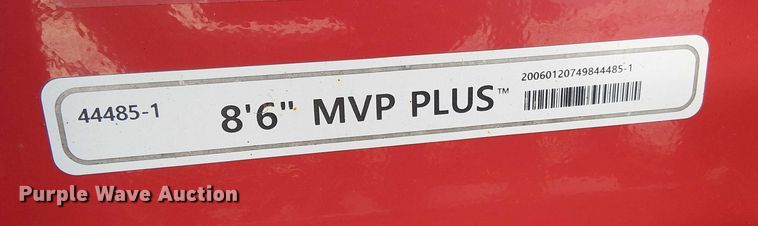 44485-1
8'6" MVP PLUS™
20060120749844485-1
Purple Wave Auction